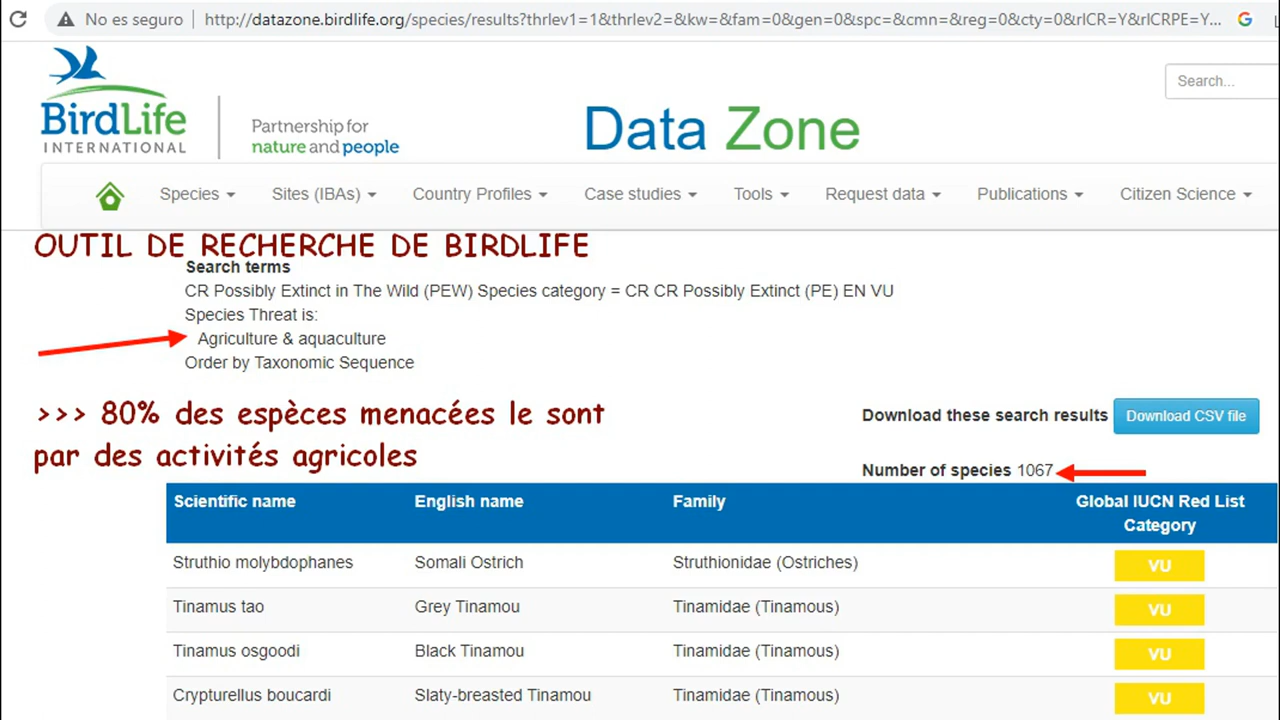 No es seguro http://datazone.birdlife.org/species/results?thrlev1=1&thrlev2=&kw=&fam=0&gen=0&spc=&cmn=&reg=0&cty=0&rlCR=Y&rlCRPE=Y...
BirdLife
INTERNATIONAL
Partnership for
nature and people
Data Zone
Search...
Species Sites (IBAs) Country Profiles Case studies Tools Request data Publications Citizen Science
OUTIL DE RECHERCHE DE BIRDLIFE
Search terms
CR Possibly Extinct in The Wild (PEW) Species category = CR CR Possibly Extinct (PE) EN VU
Species Threat is:
Agriculture & aquaculture
Order by Taxonomic Sequence
>>> 80% des espèces menacées le sont
par des activités agricoles
Download these search results Download CSV file
Number of species 1067
Scientific name English name Family Global IUCN Red List Category
Struthio molybdophanes Somali Ostrich Struthionidae (Ostriches) VU
Tinamus tao Grey Tinamou Tinamidae (Tinamous) VU
Tinamus osgoodi Black Tinamou Tinamidae (Tinamous) VU
Crypturellus boucardi Slaty-breasted Tinamou Tinamidae (Tinamous) VU